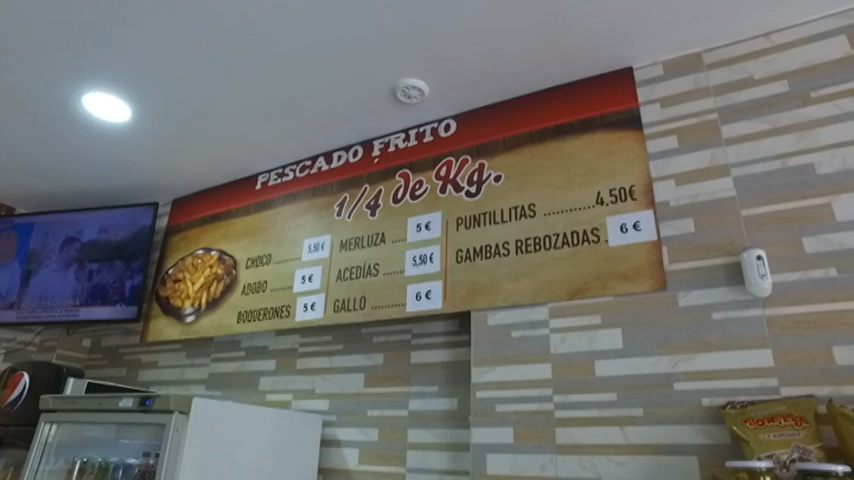 PESCADO FRITO
1/4 de Kg.
CHOCO ........ 5,50 €
ADOBO ........ 5 €
BOQUERONES 5 €
MERLUZA .... 5 €
ACEDÍAS ..... 5,50 €
GALLO ......... 6 €
PUNTILLITAS ............4,50€
GAMBAS REBOZADAS . 6 €